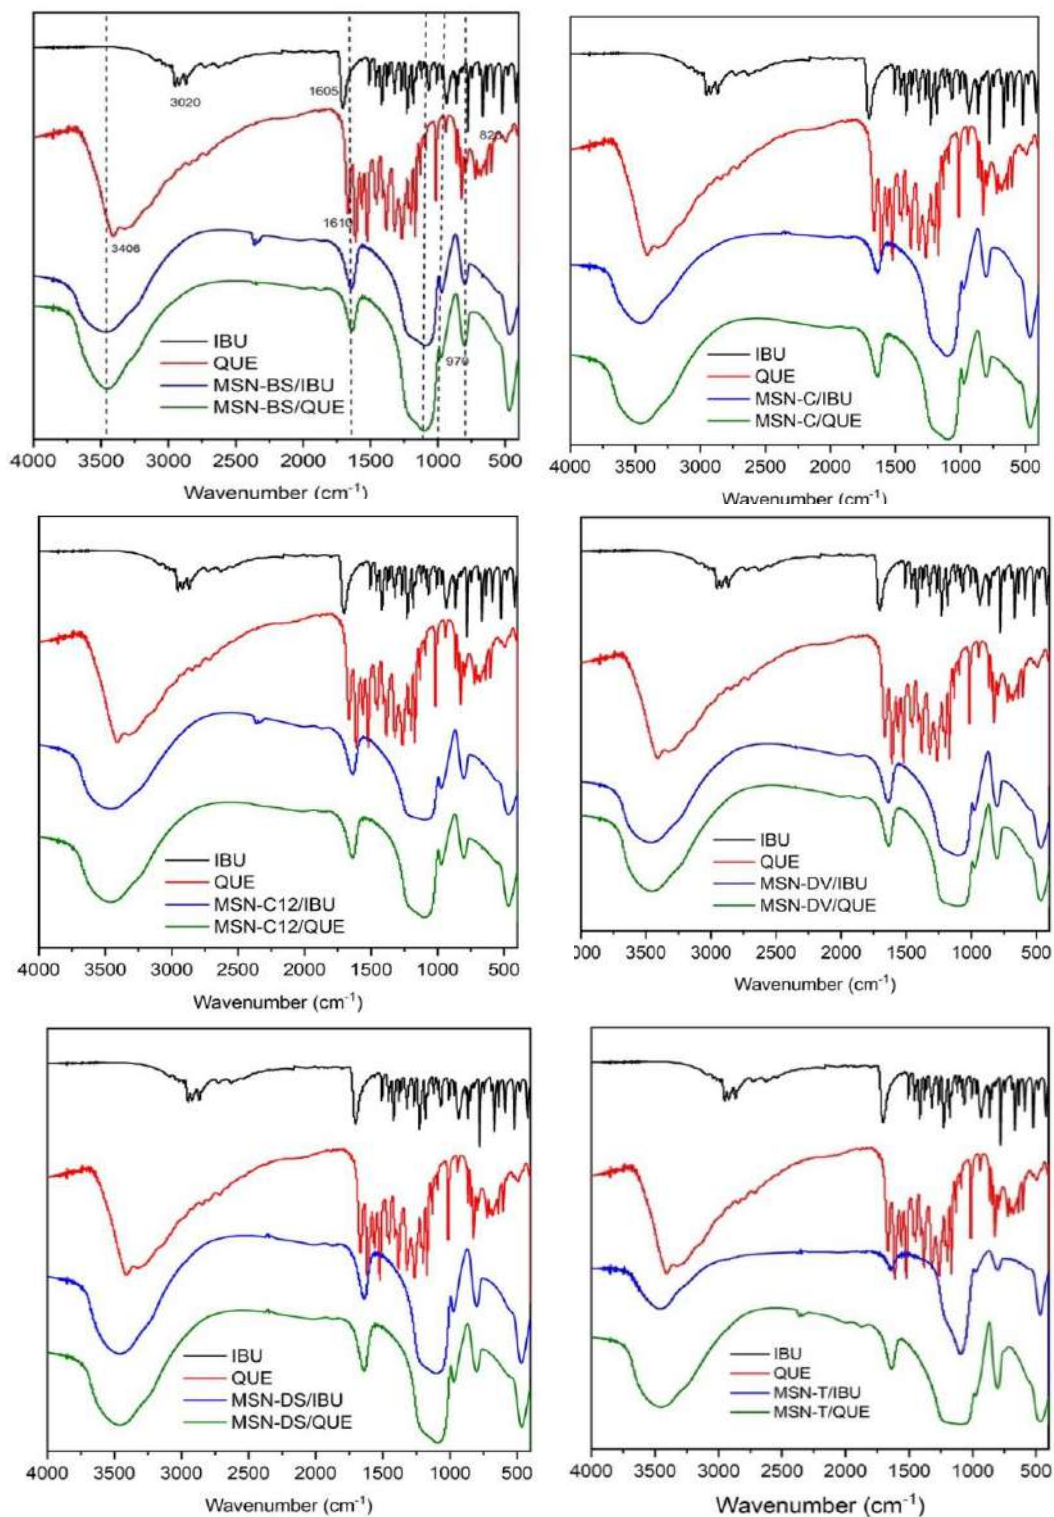 3020
1605
820
3406
1610
970
IBU
QUE
MSN-BS/IBU
MSN-BS/QUE
4000 3500 3000 2500 2000 1500 1000 500
Wavenumber (cm⁻¹)
IBU
QUE
MSN-C/IBU
MSN-C/QUE
4000 3500 3000 2500 2000 1500 1000 500
Wavenumber (cm⁻¹)
IBU
QUE
MSN-C12/IBU
MSN-C12/QUE
4000 3500 3000 2500 2000 1500 1000 500
Wavenumber (cm⁻¹)
IBU
QUE
MSN-DV/IBU
MSN-DV/QUE
000 3500 3000 2500 2000 1500 1000 500
Wavenumber (cm⁻¹)
IBU
QUE
MSN-DS/IBU
MSN-DS/QUE
4000 3500 3000 2500 2000 1500 1000 500
Wavenumber (cm⁻¹)
IBU
QUE
MSN-T/IBU
MSN-T/QUE
4000 3500 3000 2500 2000 1500 1000 500
Wavenumber (cm⁻¹)